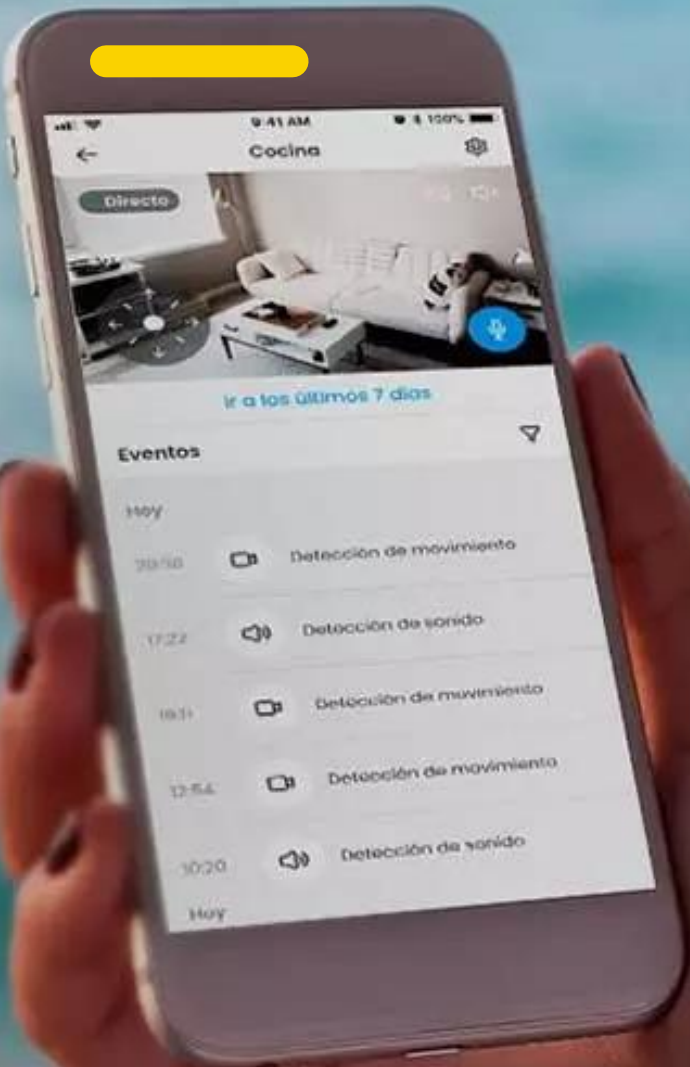 9:41 AM 100%
Cocina
Directo
Ir a los últimos 7 días
Eventos
Hoy
Detección de movimiento
17:22 Detección de sonido
Detección de movimiento
12:54 Detección de movimiento
10:20 Detección de sonido
Hoy